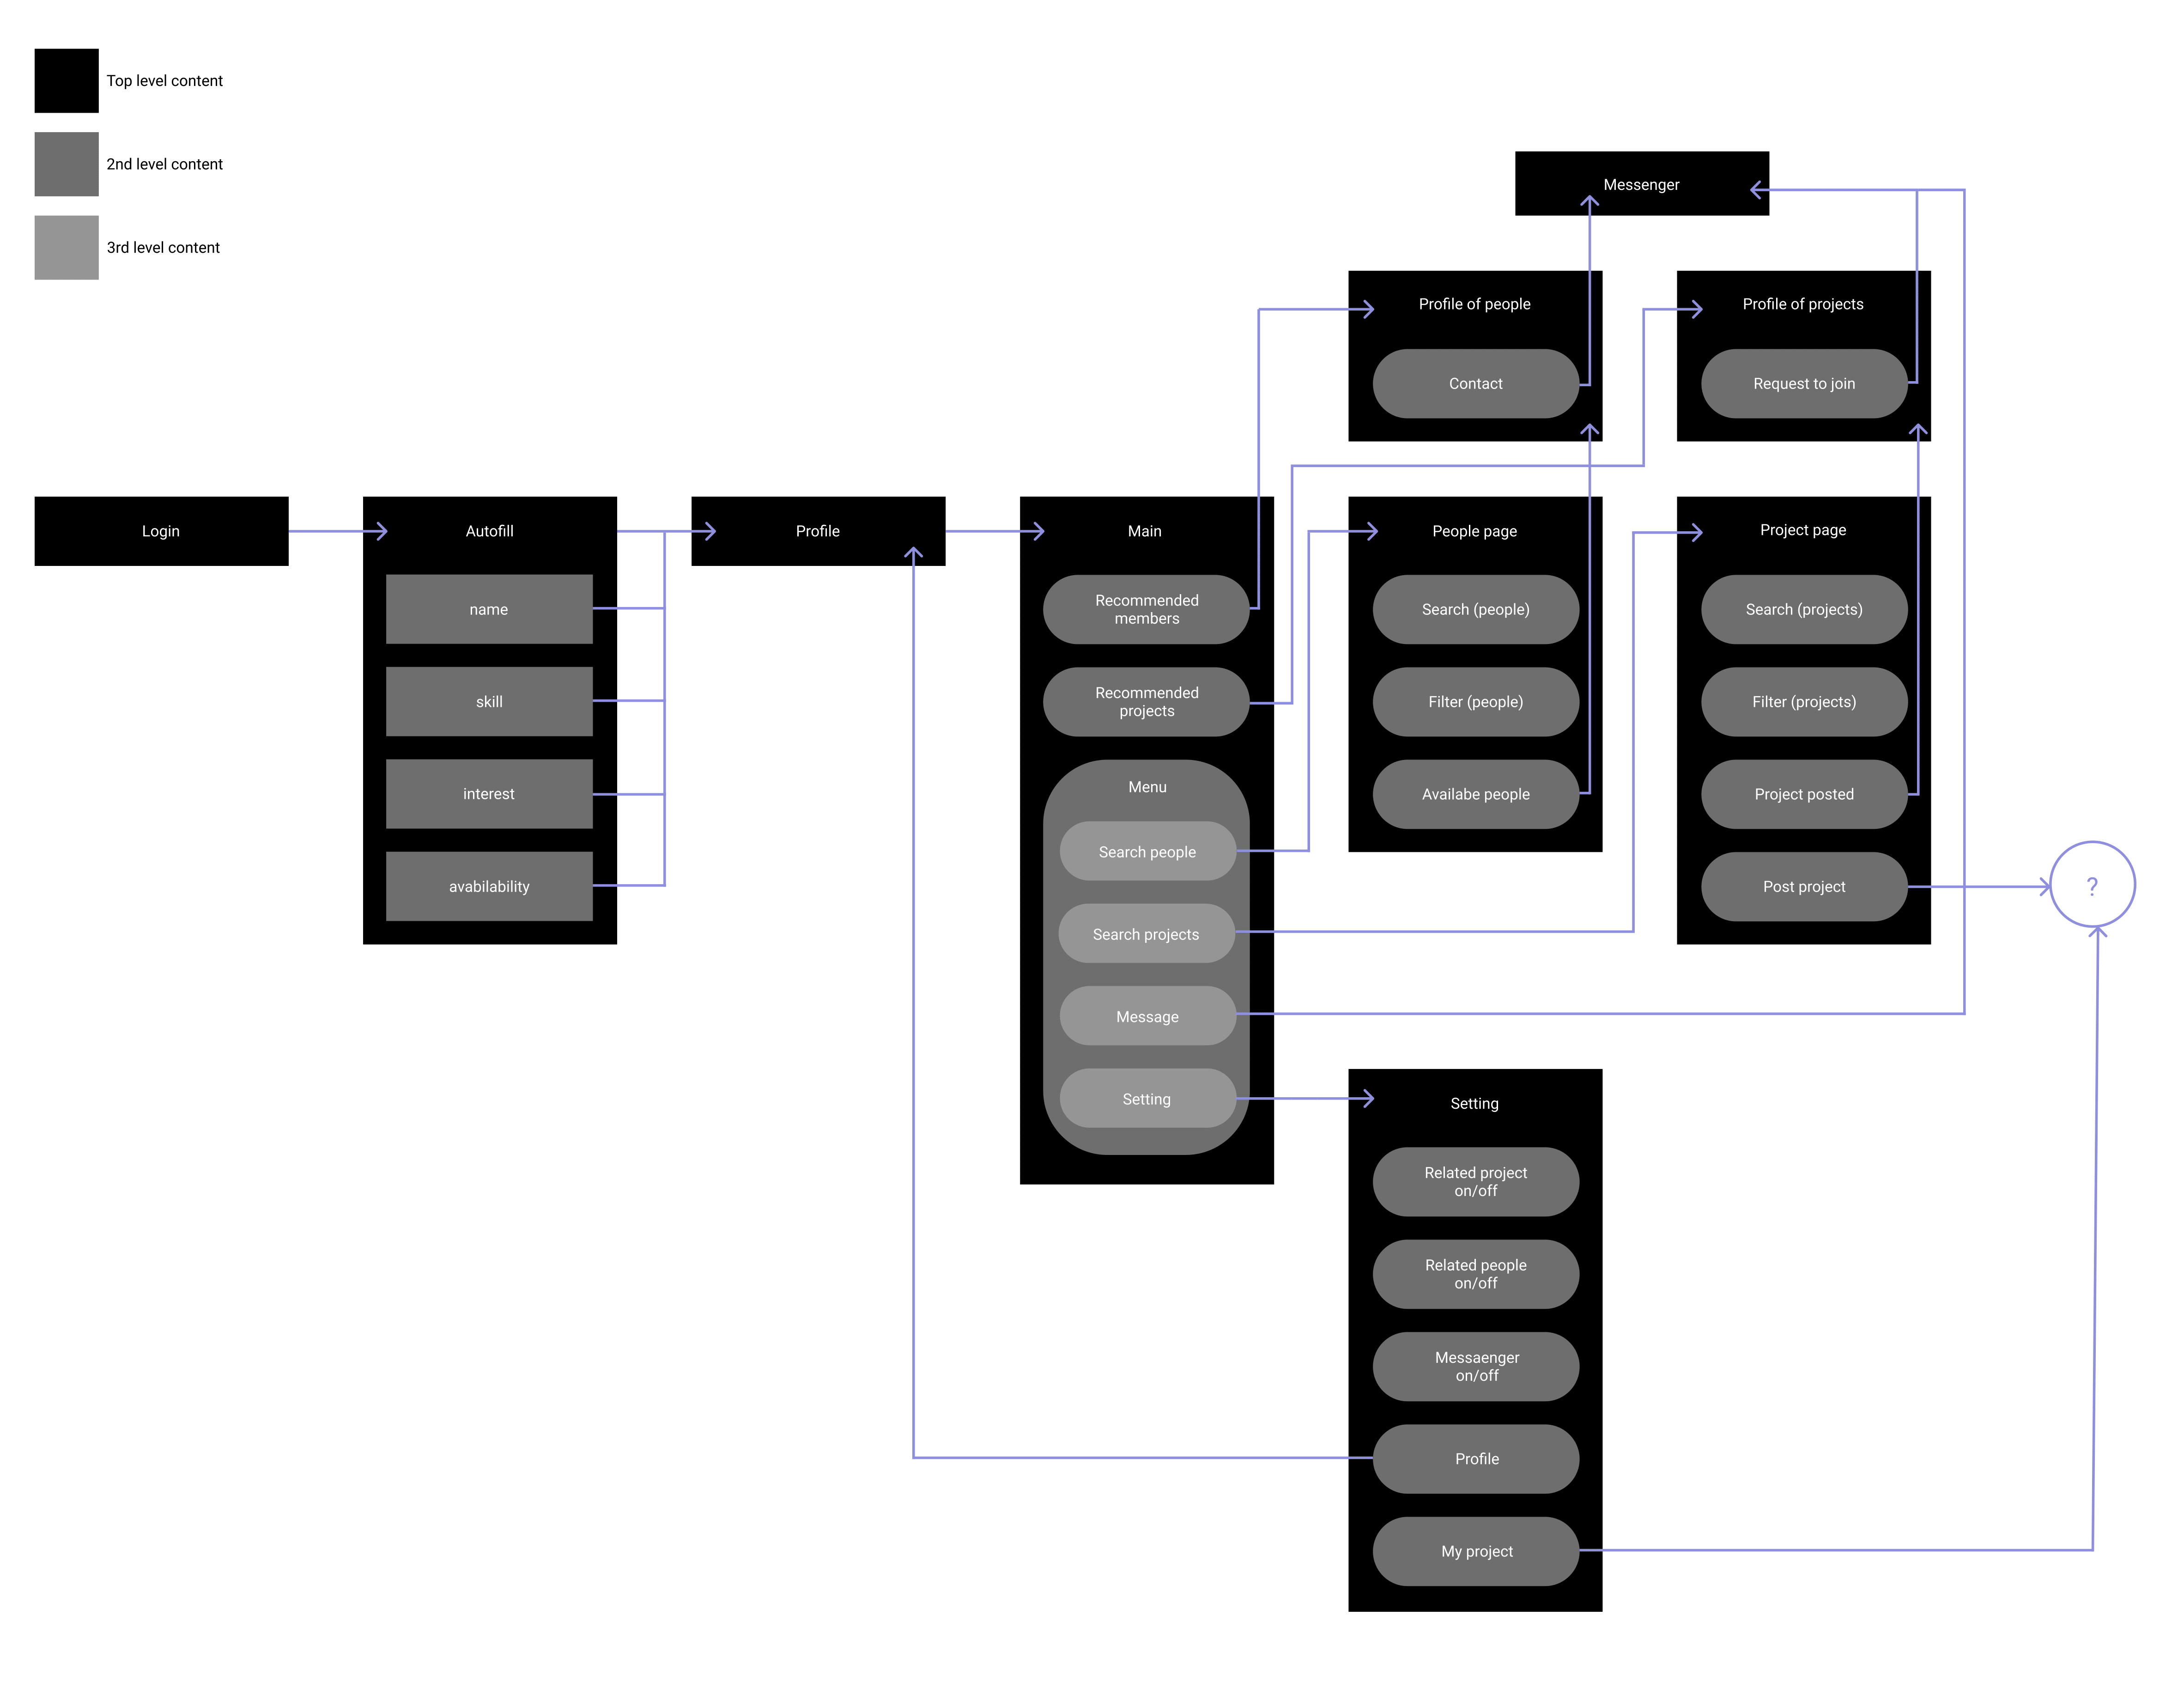 Top level content
2nd level content
3rd level content
Messenger
Profile of people
Contact
Profile of projects
Request to join
Login
Autofill
name
skill
interest
avabilability
Profile
Main
Recommended
members
Recommended
projects
Menu
Search people
Search projects
Message
Setting
People page
Search (people)
Filter (people)
Availabe people
Project page
Search (projects)
Filter (projects)
Project posted
Post project
?
Setting
Related project
on/off
Related people
on/off
Messaenger
on/off
Profile
My project